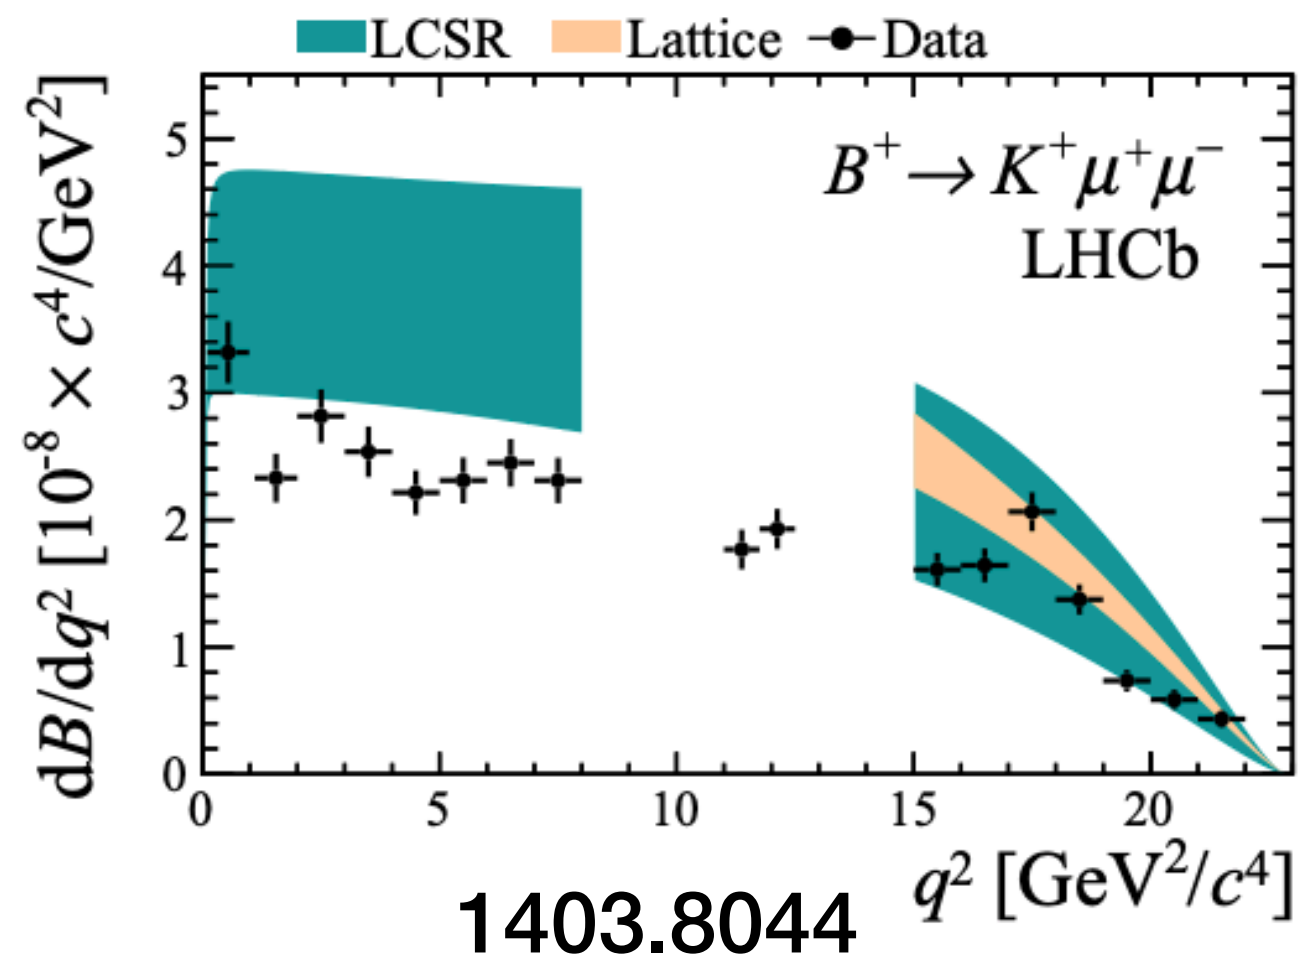 LCSR Lattice Data
dB/dq² [10⁻⁸ × c⁴/GeV²]
5
4
3
2
1
0
B⁺→K⁺μ⁺μ⁻
LHCb
0 5 10 15 20
q² [GeV²/c⁴]
1403.8044